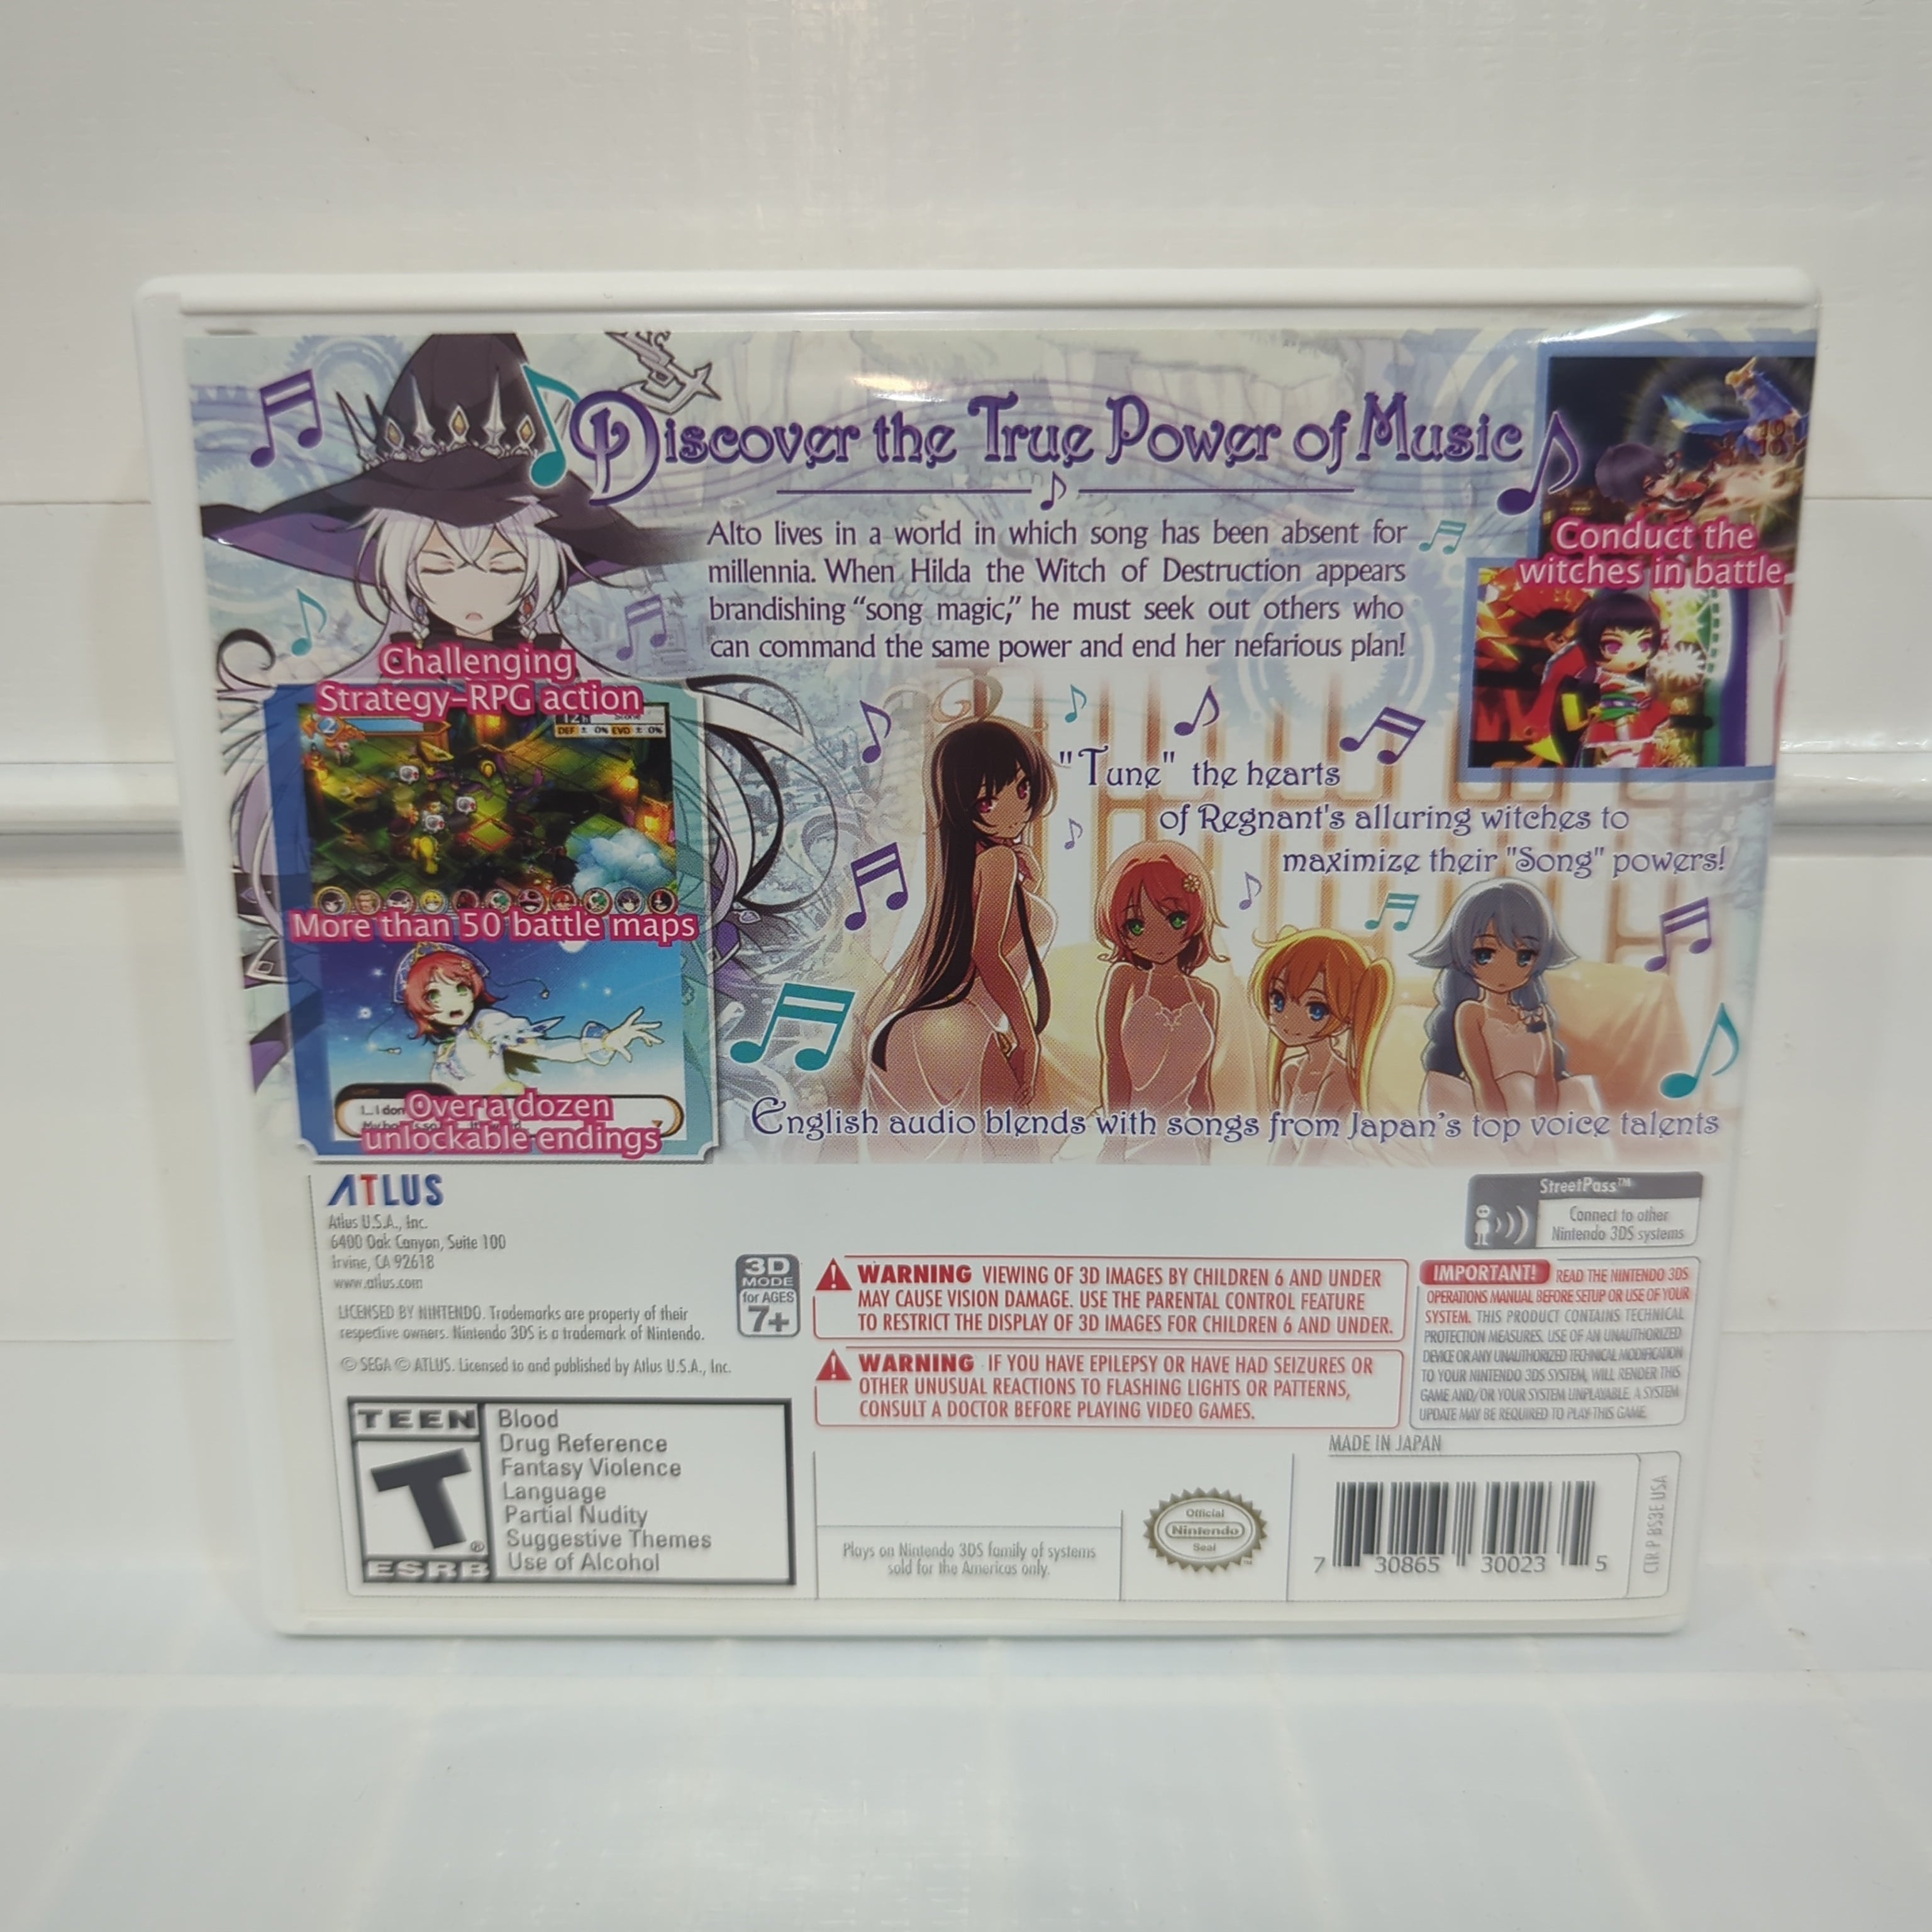 Discover the True Power of Music
Alto lives in a world in which song has been absent for
millennia. When Hilda the Witch of Destruction appears
brandishing “song magic,” he must seek out others who
can command the same power and end her nefarious plan!
Conduct the
witches in battle
Challenging
Strategy-RPG action
DEF ± 0% EVD ± 0%
More than 50 battle maps
Over a dozen
unlockable endings
"Tune" the hearts
of Regnant's alluring witches to
maximize their "Song" powers!
English audio blends with songs from Japan's top voice talents
ATLUS
Atlus U.S.A., Inc.
6400 Oak Canyon, Suite 100
Irvine, CA 92618
www.atlus.com
LICENSED BY NINTENDO. Trademarks are property of their
respective owners. Nintendo 3DS is a trademark of Nintendo.
© SEGA © ATLUS. Licensed to and published by Atlus U.S.A., Inc.
TEEN
T®
ESRB
Blood
Drug Reference
Fantasy Violence
Language
Partial Nudity
Suggestive Themes
Use of Alcohol
3D
MODE
for AGES
7+
WARNING VIEWING OF 3D IMAGES BY CHILDREN 6 AND UNDER
MAY CAUSE VISION DAMAGE. USE THE PARENTAL CONTROL FEATURE
TO RESTRICT THE DISPLAY OF 3D IMAGES FOR CHILDREN 6 AND UNDER.
WARNING IF YOU HAVE EPILEPSY OR HAVE HAD SEIZURES OR
OTHER UNUSUAL REACTIONS TO FLASHING LIGHTS OR PATTERNS,
CONSULT A DOCTOR BEFORE PLAYING VIDEO GAMES.
StreetPass™
Connect to other
Nintendo 3DS systems
IMPORTANT! READ THE NINTENDO 3DS
OPERATIONS MANUAL BEFORE SETUP OR USE OF YOUR
SYSTEM. THIS PRODUCT CONTAINS TECHNICAL
PROTECTION MEASURES. USE OF AN UNAUTHORIZED
DEVICE OR ANY UNAUTHORIZED TECHNICAL MODIFICATION
TO YOUR NINTENDO 3DS SYSTEM, WILL RENDER THIS
GAME AND/OR YOUR SYSTEM UNPLAYABLE. A SYSTEM
UPDATE MAY BE REQUIRED TO PLAY THIS GAME.
MADE IN JAPAN
Plays on Nintendo 3DS family of systems
sold for the Americas only.
Official
Nintendo
Seal
7 30865 30023 5
CTR P BS3E USA